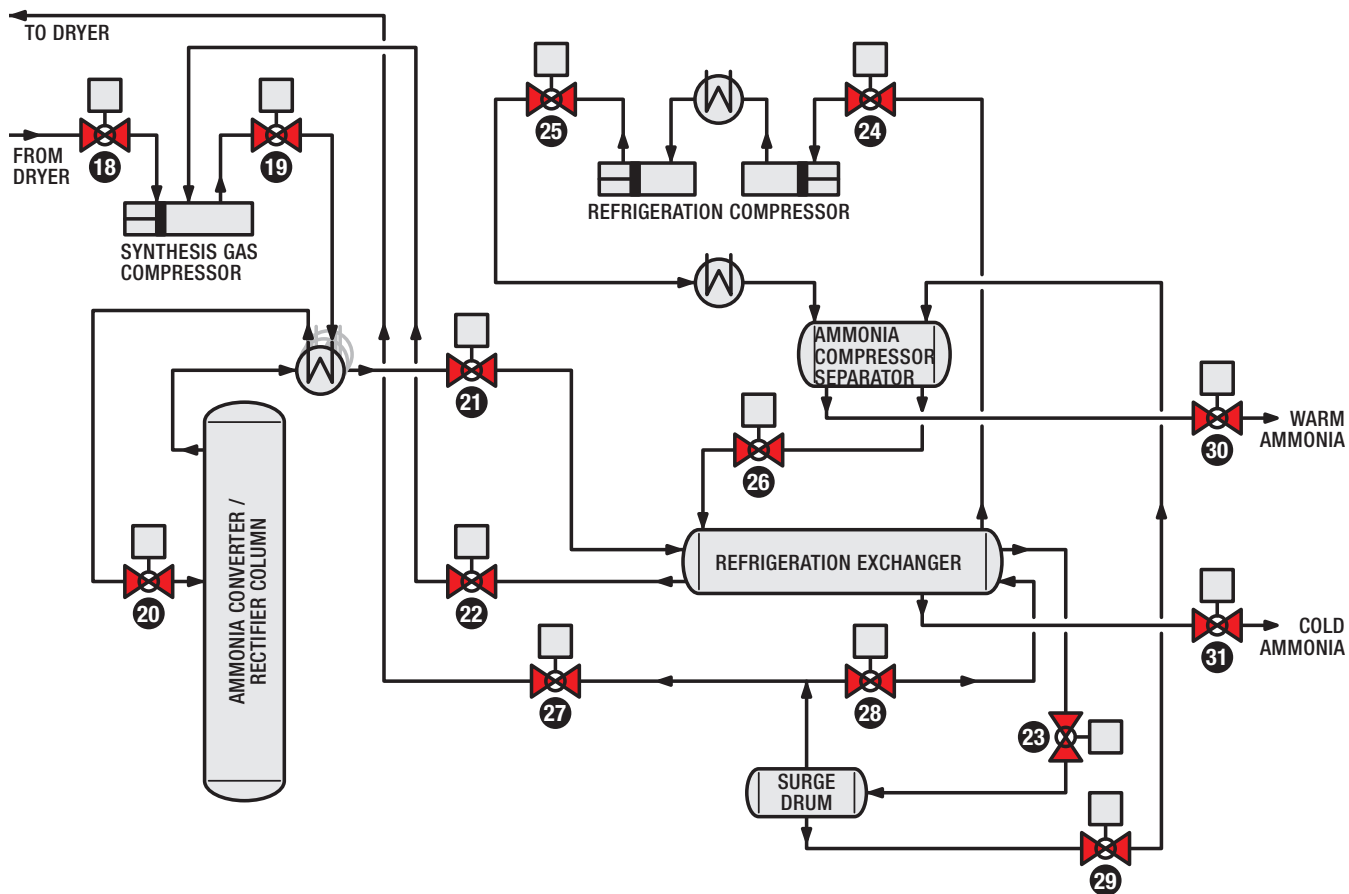 TO DRYER
25
24
18
19
FROM
DRYER
REFRIGERATION COMPRESSOR
SYNTHESIS GAS
COMPRESSOR
AMMONIA
COMPRESSOR
SEPARATOR
21
26
30
WARM
AMMONIA
AMMONIA CONVERTER /
RECTIFIER COLUMN
REFRIGERATION EXCHANGER
20
22
31
COLD
AMMONIA
27
28
23
SURGE
DRUM
29